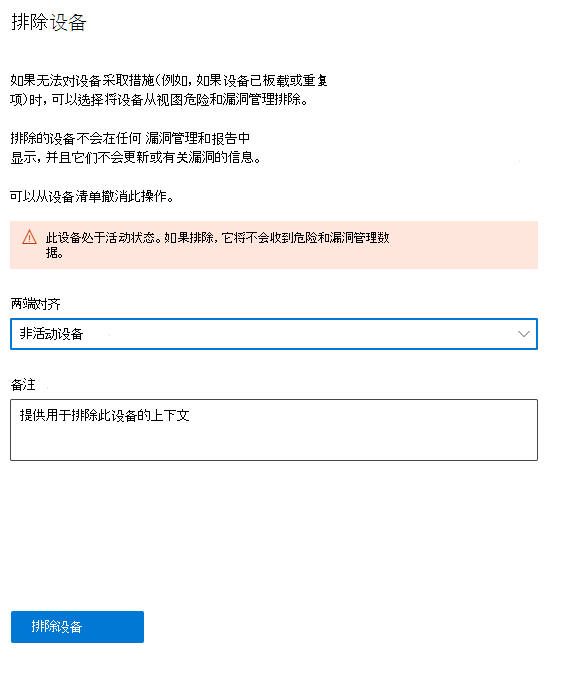 排除设备
如果无法对设备采取措施(例如, 如果设备已板载或重复
项)时, 可以选择将设备从视图危险和漏洞管理排除。
排除的设备不会在任何 漏洞管理和报告中
显示, 并且它们不会更新或有关漏洞的信息。
可以从设备清单撤消此操作。
此设备处于活动状态。如果排除, 它将不会收到危险和漏洞管理数
据。
两端对齐
非活动设备
备注
提供用于排除此设备的上下文
排除设备